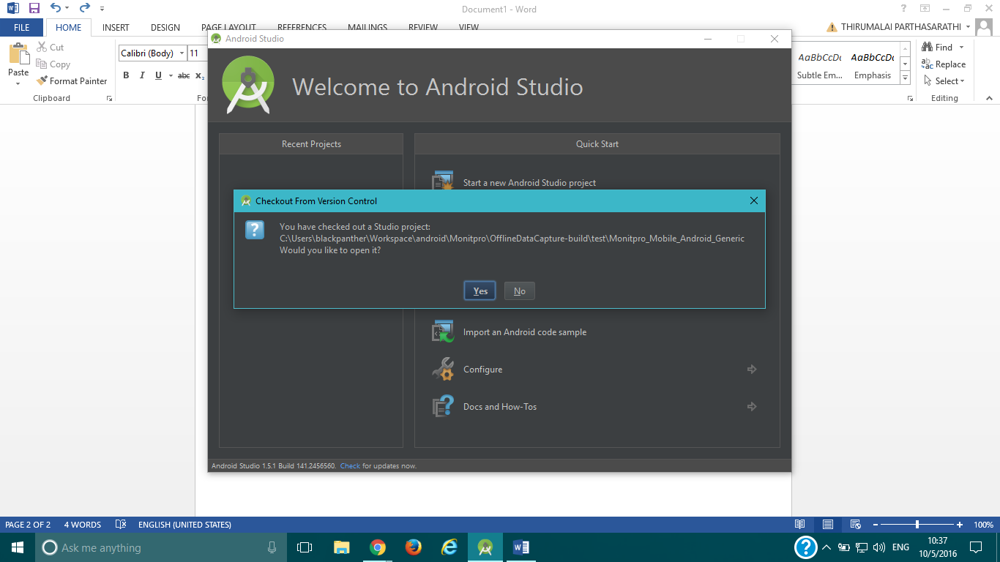 Document1 - Word
FILE HOME INSERT DESIGN PAGE LAYOUT REFERENCES MAILINGS REVIEW VIEW
THIRUMALAI PARTHASARATHI
Paste
Cut
Copy
Format Painter
Clipboard
Calibri (Body) 11
B I U abc x₂
AaBbCcDc AaBbCcDc
Subtle Em... Emphasis
Find
Replace
Select
Editing
Android Studio
Welcome to Android Studio
Recent Projects
Quick Start
Start a new Android Studio project
Checkout From Version Control
You have checked out a Studio project:
C:\Users\blackpanther\Workspace\android\Monitpro\OfflineDataCapture-build\test\Monitpro_Mobile_Android_Generic
Would you like to open it?
Yes No
Import an Android code sample
Configure
Docs and How-Tos
Android Studio 1.5.1 Build 141.2456560. Check for updates now.
PAGE 2 OF 2 4 WORDS ENGLISH (UNITED STATES)
100%
Ask me anything
ENG
10:37
10/5/2016